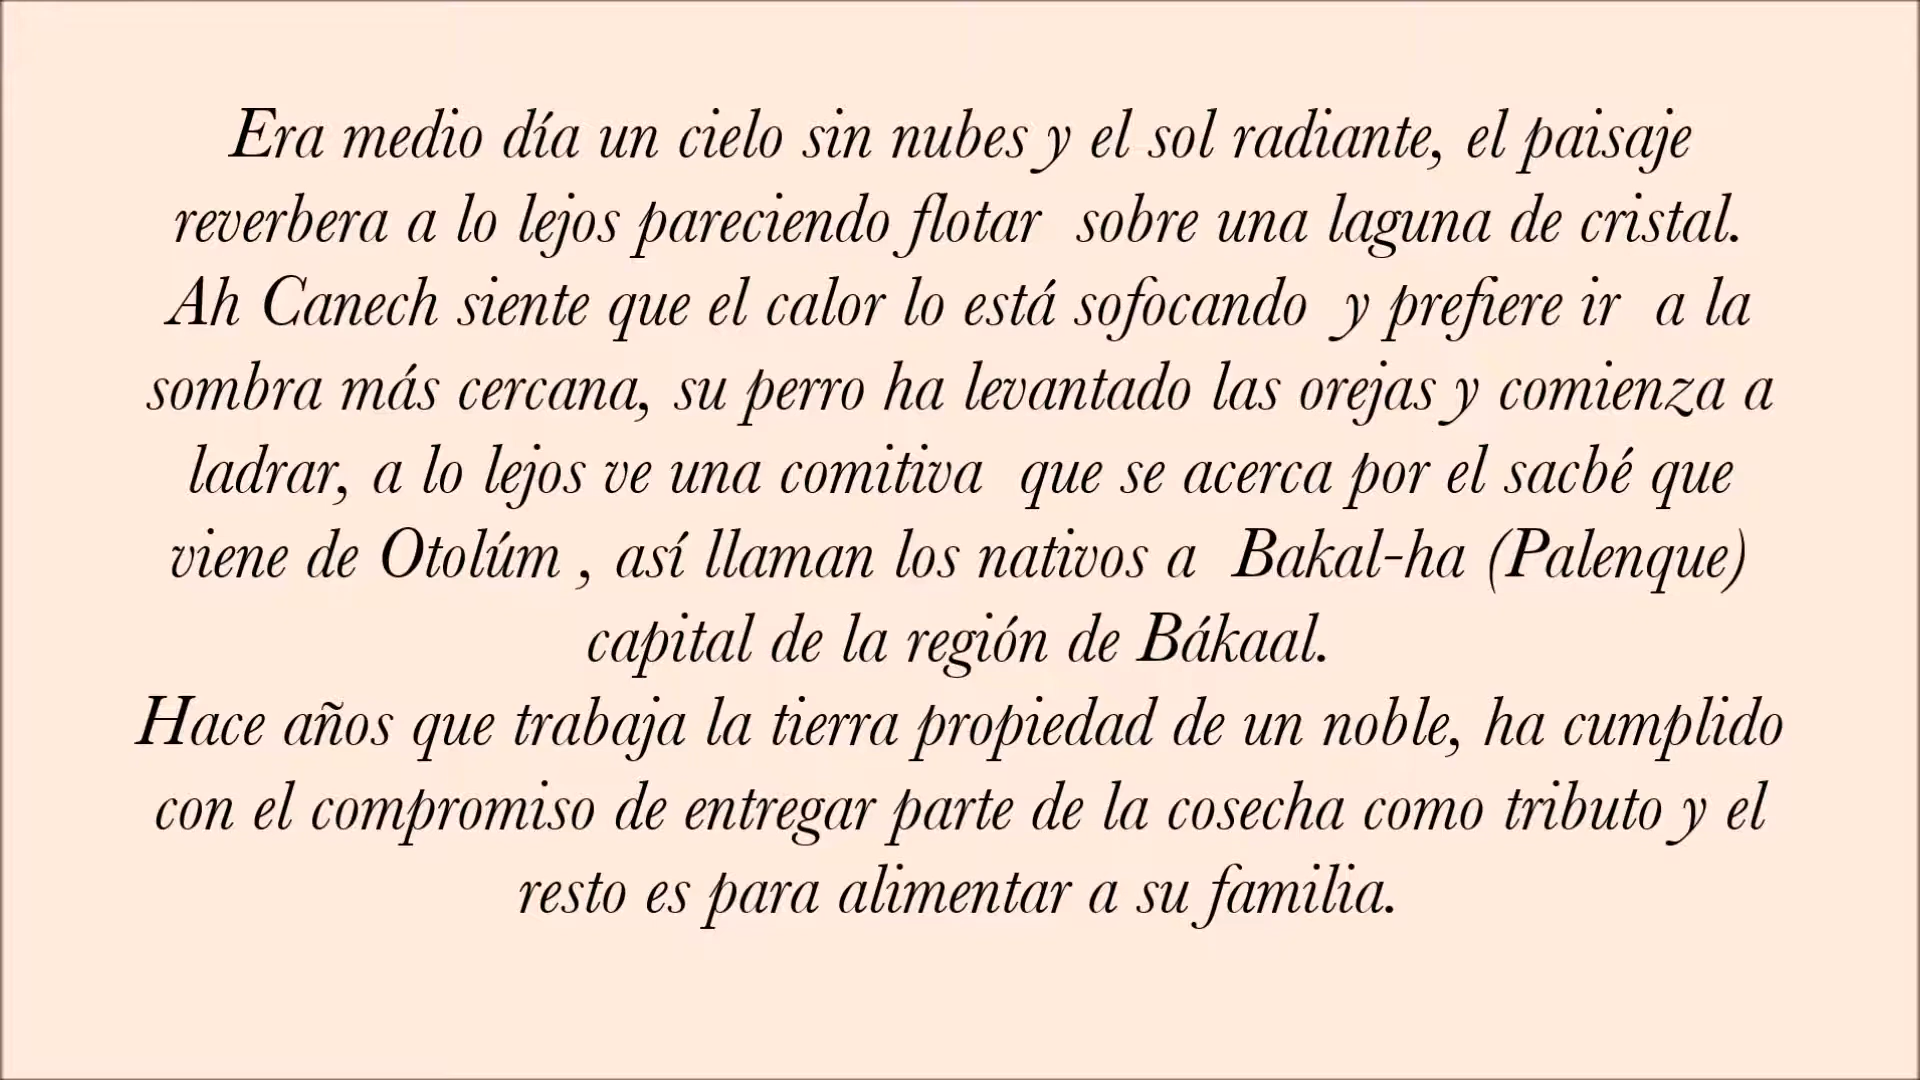 Era medio día un cielo sin nubes y el sol radiante, el paisaje
reverbera a lo lejos pareciendo flotar  sobre una laguna de cristal.
Ah Canech siente que el calor lo está sofocando  y prefiere ir  a la
sombra más cercana, su perro ha levantado las orejas y comienza a
ladrar, a lo lejos ve una comitiva  que se acerca por el sacbé que
viene de Otolúm , así llaman los nativos a  Bakal-ha (Palenque)
capital de la región de Bákaal.
Hace años que trabaja la tierra propiedad de un noble, ha cumplido
con el compromiso de entregar parte de la cosecha como tributo y el
resto es para alimentar a su familia.